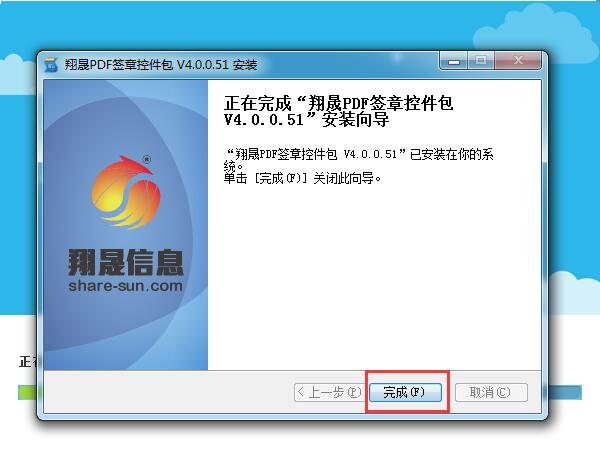 翔晟PDF签章控件包 V4.0.0.51 安装
正在完成“翔晟PDF签章控件包
V4.0.0.51”安装向导
“翔晟PDF签章控件包 V4.0.0.51”已安装在你的系
统。
单击 [完成(F)] 关闭此向导。
®
翔晟信息
share-sun.com
正在
< 上一步(P)
完成(F)
取消(C)